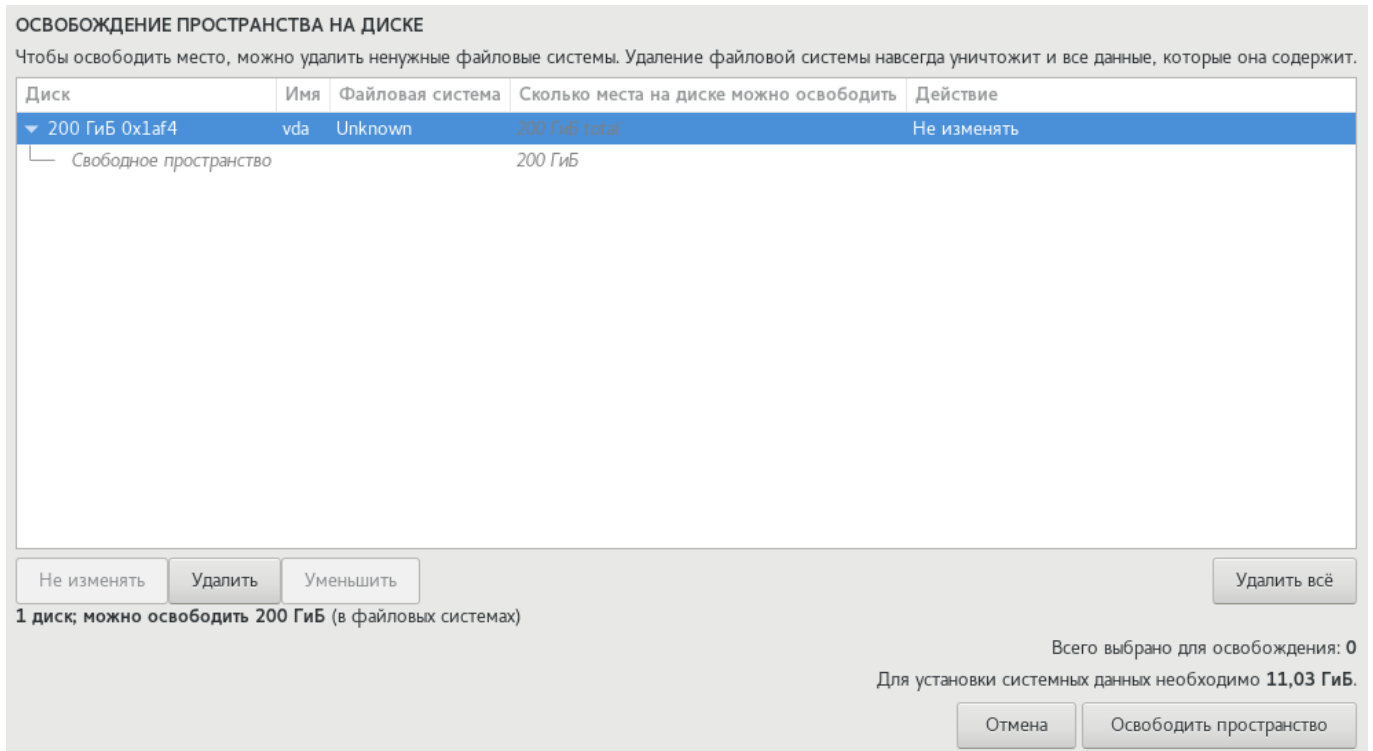 ОСВОБОЖДЕНИЕ ПРОСТРАНСТВА НА ДИСКЕ
Чтобы освободить место, можно удалить ненужные файловые системы. Удаление файловой системы навсегда уничтожит и все данные, которые она содержит.
Диск Имя Файловая система Сколько места на диске можно освободить Действие
200 ГиБ 0x1af4 vda Unknown 200 ГиБ total Не изменять
Свободное пространство 200 ГиБ
Не изменять Удалить Уменьшить Удалить всё
1 диск; можно освободить 200 ГиБ (в файловых системах)
Всего выбрано для освобождения: 0
Для установки системных данных необходимо 11,03 ГиБ.
Отмена Освободить пространство